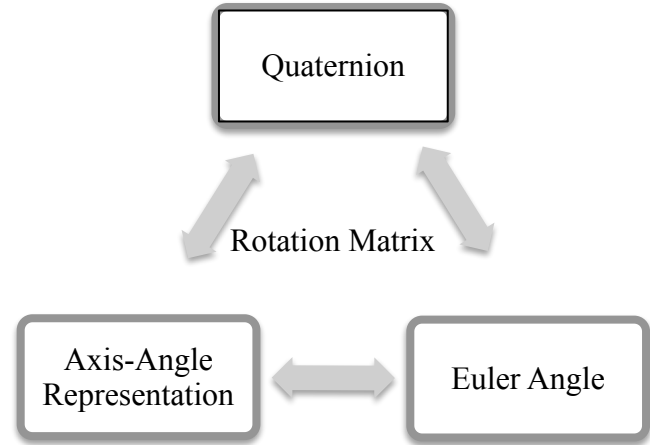 Quaternion
Rotation Matrix
Axis-Angle
Representation
Euler Angle